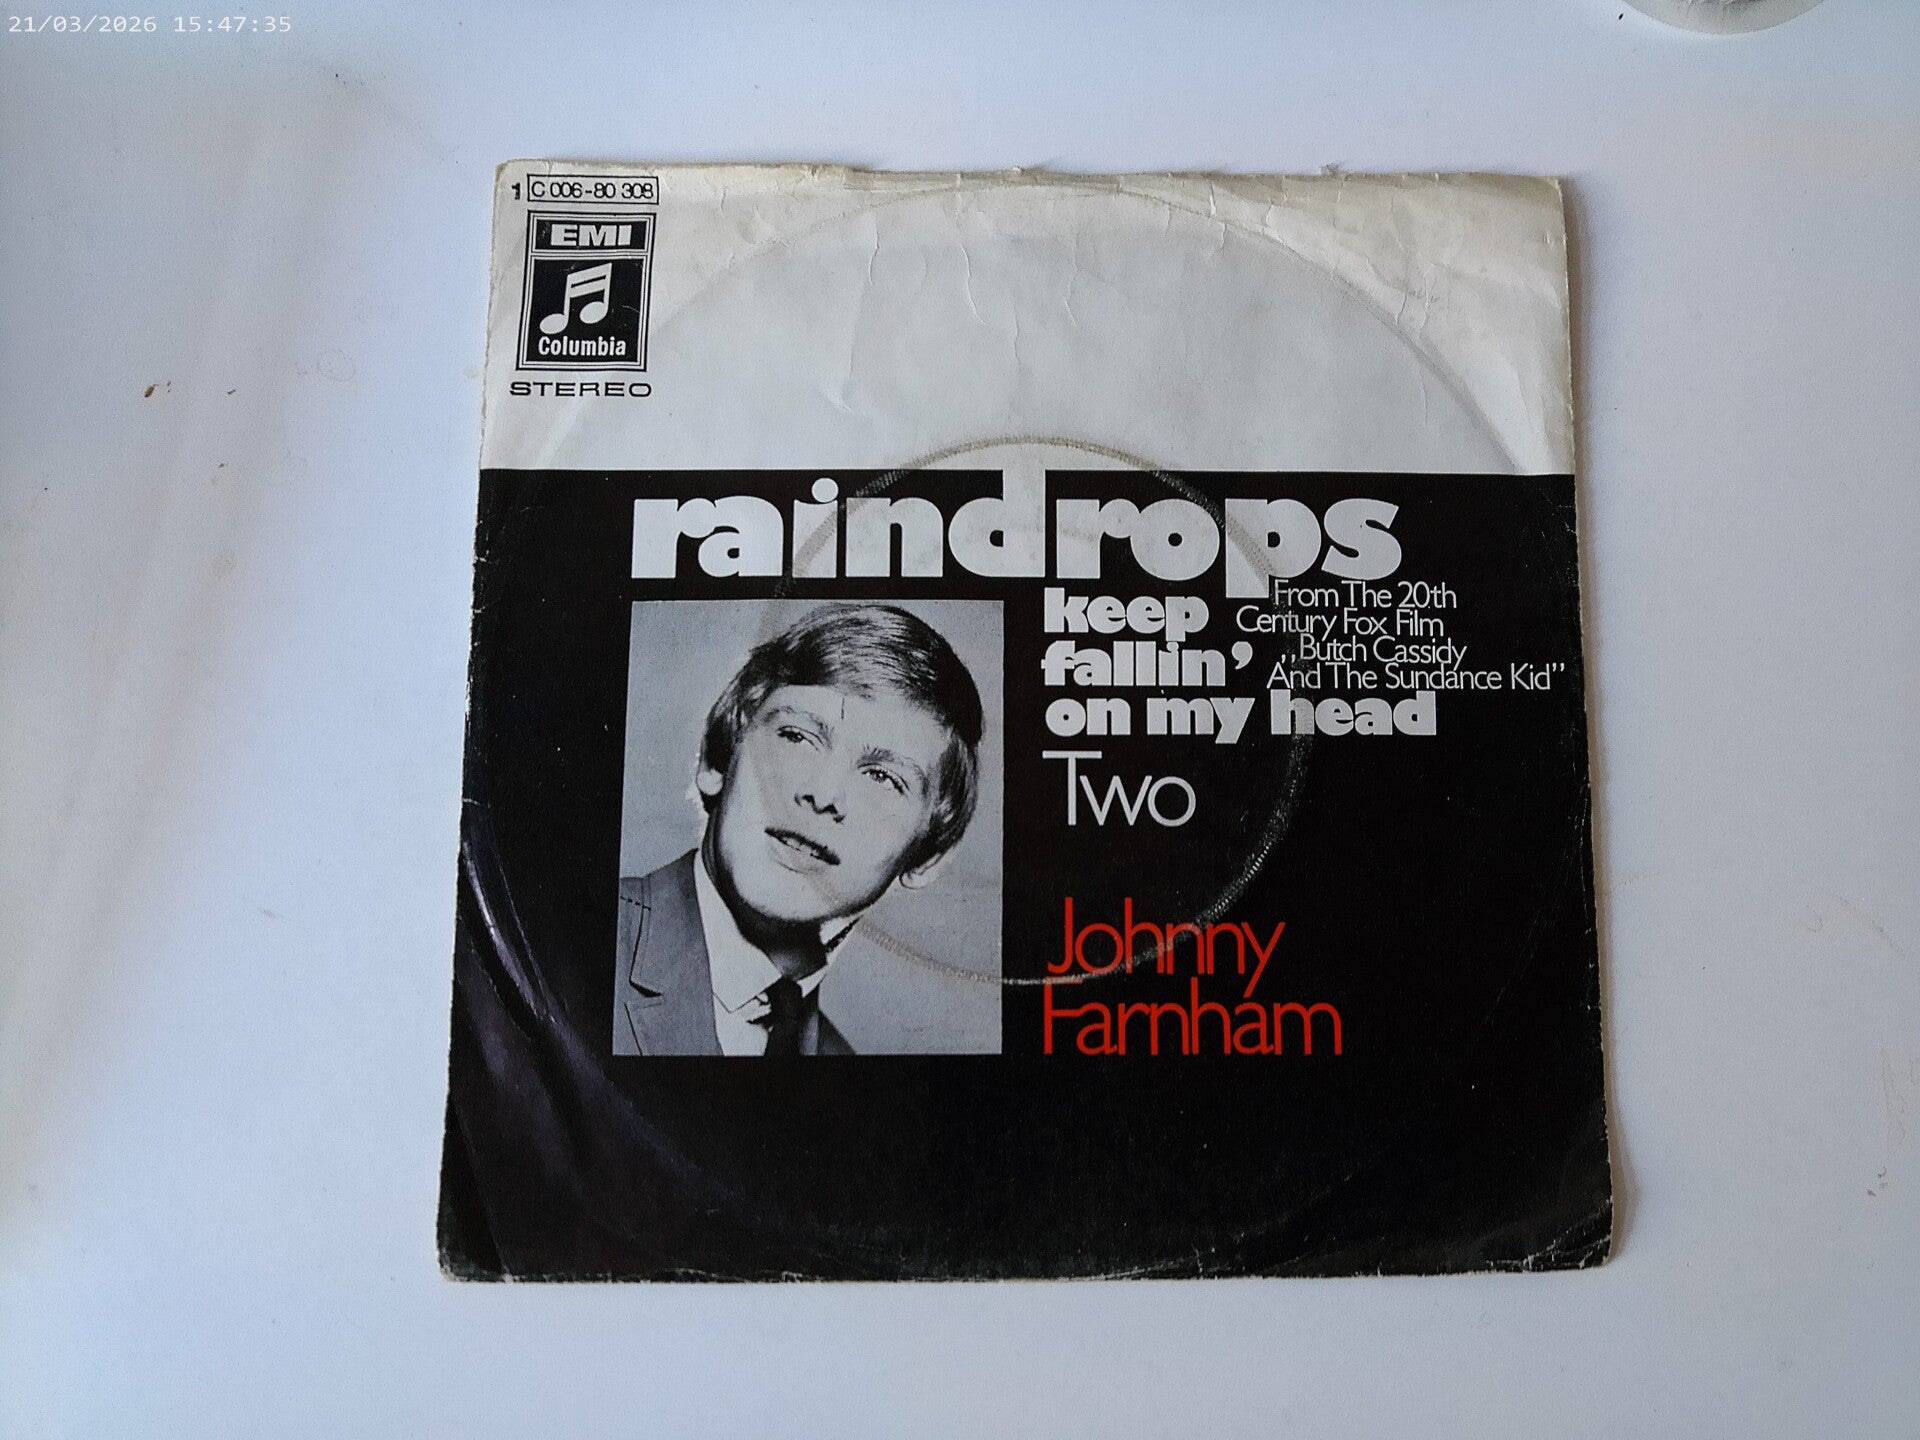 21/03/2026 15:47:35
1 C 006-80 308
EMI
Columbia
STEREO
raindrops
keep
fallin'
on my head
From The 20th
Century Fox Film
„Butch Cassidy
And The Sundance Kid”
Two
Johnny
Farnham